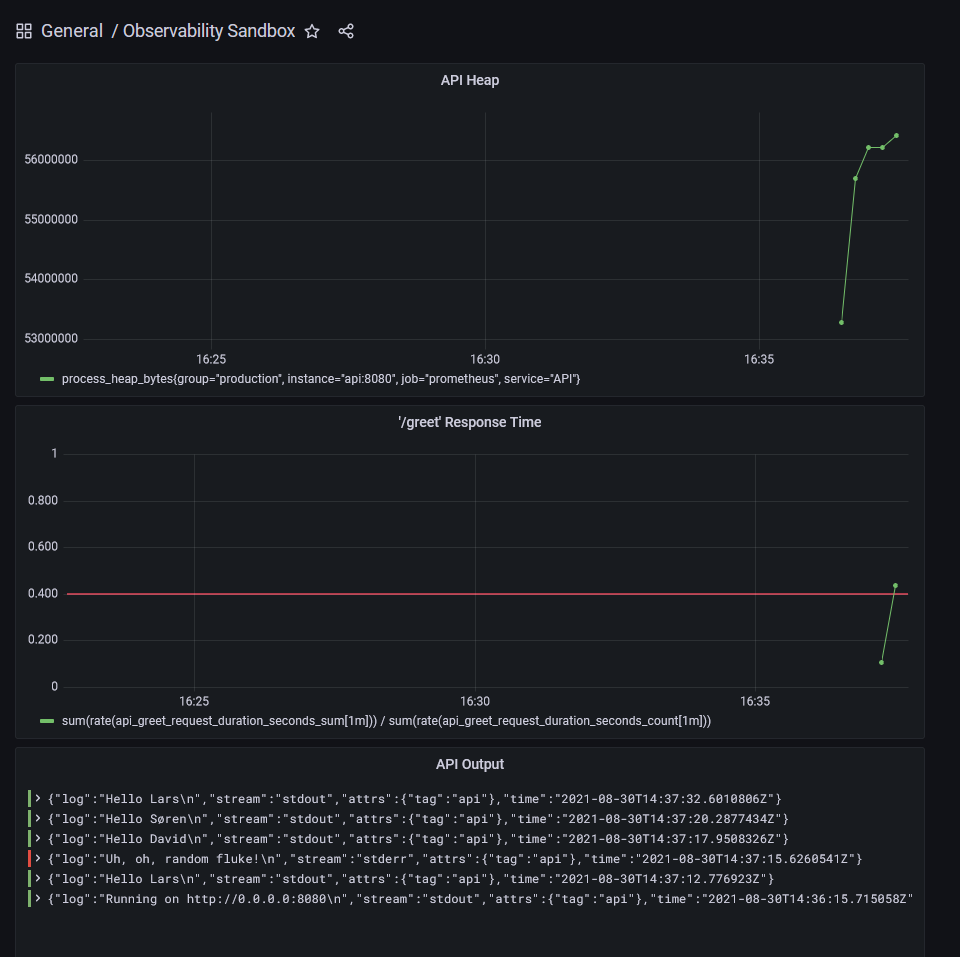 General / Observability Sandbox
API Heap
56000000
55000000
54000000
53000000
16:25 16:30 16:35
process_heap_bytes{group="production", instance="api:8080", job="prometheus", service="API"}
'/greet' Response Time
1
0.800
0.600
0.400
0.200
0
16:25 16:30 16:35
sum(rate(api_greet_request_duration_seconds_sum[1m])) / sum(rate(api_greet_request_duration_seconds_count[1m]))
API Output
{"log":"Hello Lars\n","stream":"stdout","attrs":{"tag":"api"},"time":"2021-08-30T14:37:32.6010806Z"}
{"log":"Hello Søren\n","stream":"stdout","attrs":{"tag":"api"},"time":"2021-08-30T14:37:20.2877434Z"}
{"log":"Hello David\n","stream":"stdout","attrs":{"tag":"api"},"time":"2021-08-30T14:37:17.9508326Z"}
{"log":"Uh, oh, random fluke!\n","stream":"stderr","attrs":{"tag":"api"},"time":"2021-08-30T14:37:15.6260541Z"}
{"log":"Hello Lars\n","stream":"stdout","attrs":{"tag":"api"},"time":"2021-08-30T14:37:12.776923Z"}
{"log":"Running on http://0.0.0.0:8080\n","stream":"stdout","attrs":{"tag":"api"},"time":"2021-08-30T14:36:15.715058Z"